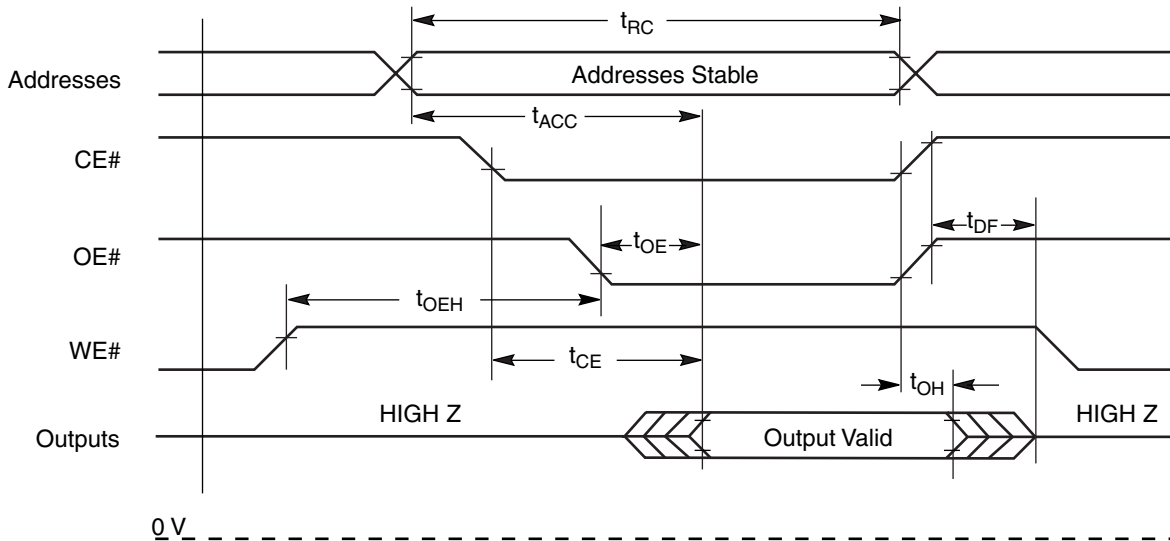 tRC
Addresses
Addresses Stable
tACC
CE#
tDF
OE#
tOE
tOEH
WE#
tCE
tOH
HIGH Z
HIGH Z
Outputs
Output Valid
0 V